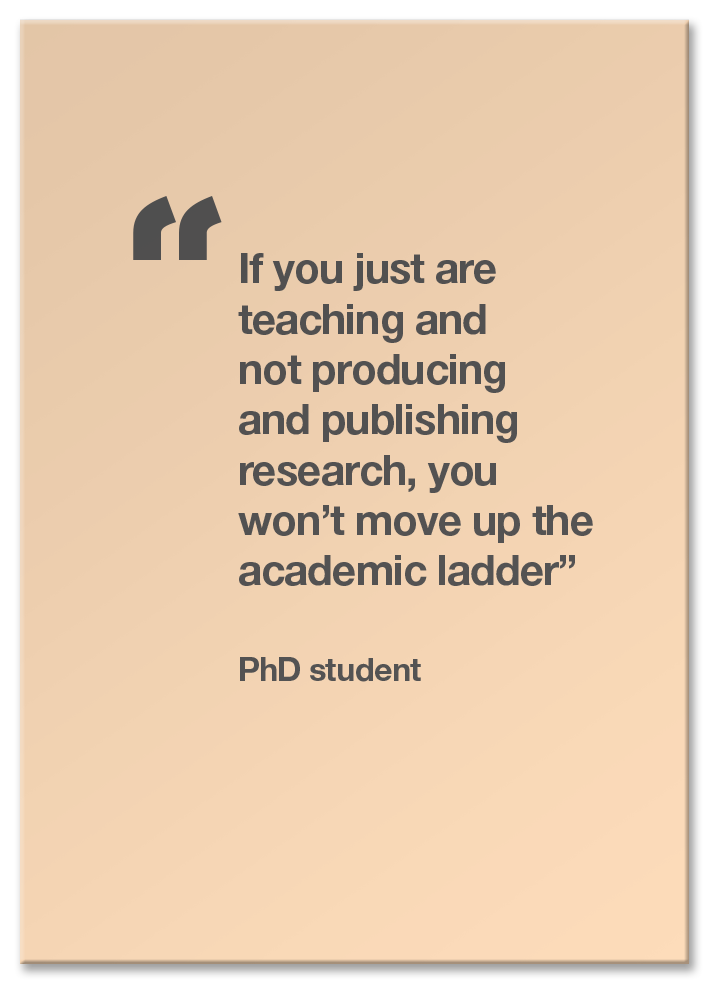 “If you just are
teaching and
not producing
and publishing
research, you
won’t move up the
academic ladder”
PhD student